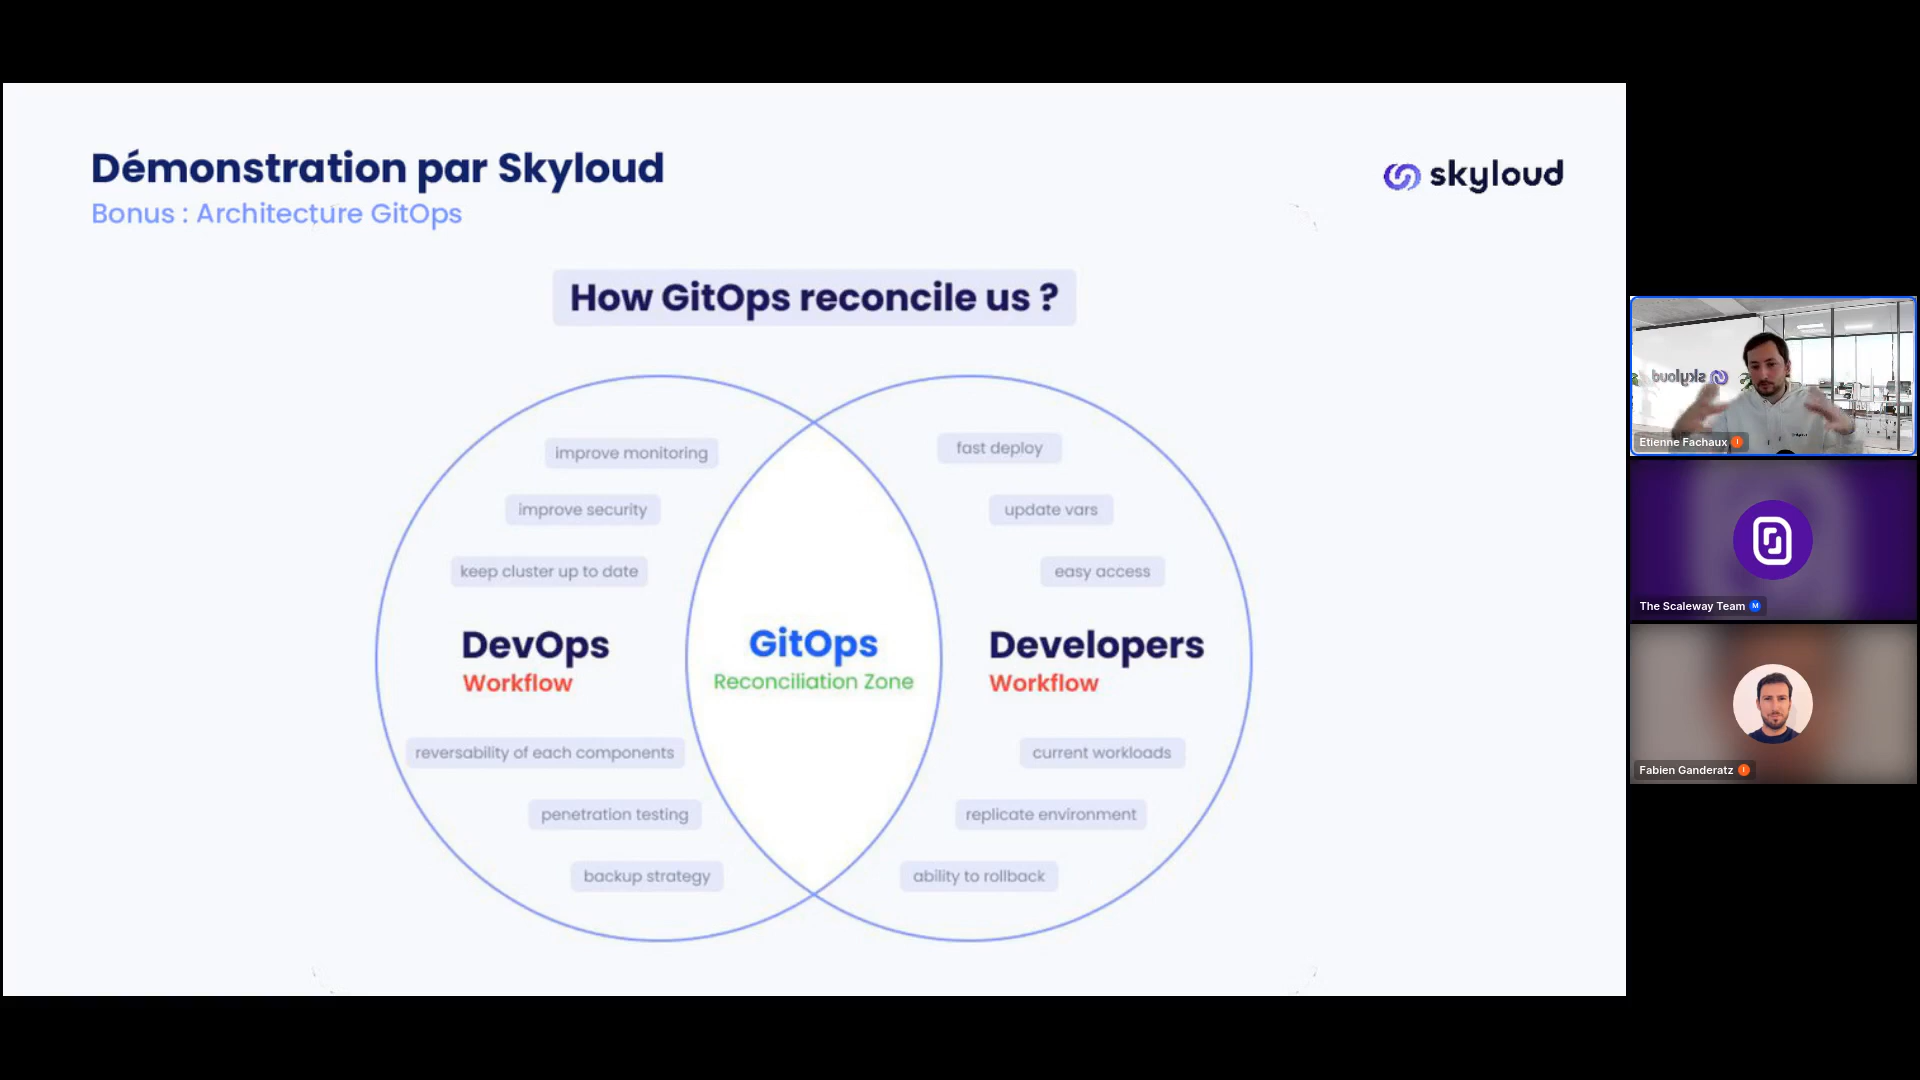 Démonstration par Skyloud
Bonus : Architecture GitOps
skyloud
How GitOps reconcile us ?
improve monitoring
improve security
keep cluster up to date
DevOps
Workflow
reversability of each components
penetration testing
backup strategy
GitOps
Reconciliation Zone
fast deploy
update vars
easy access
Developers
Workflow
current workloads
replicate environment
ability to rollback
skyloud
Etienne Fachaux
The Scaleway Team M
Fabien Ganderatz